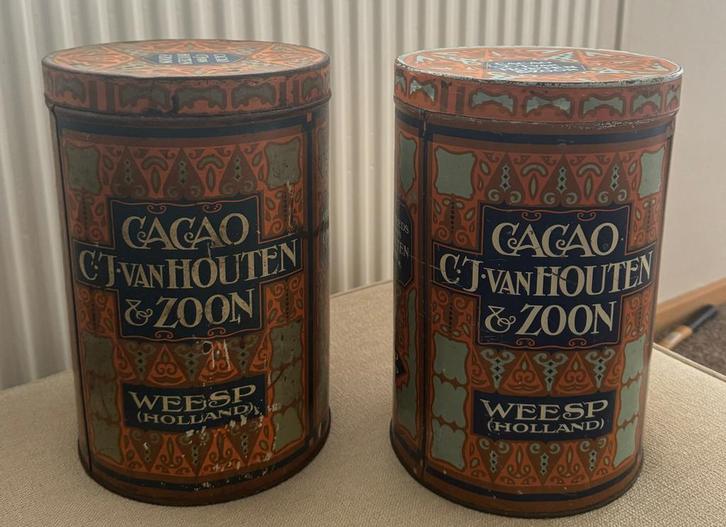 CACAO
C·J·VAN HOUTEN
& ZOON
WEESP
(HOLLAND)
CACAO
C·J·VAN HOUTEN
& ZOON
WEESP
(HOLLAND)